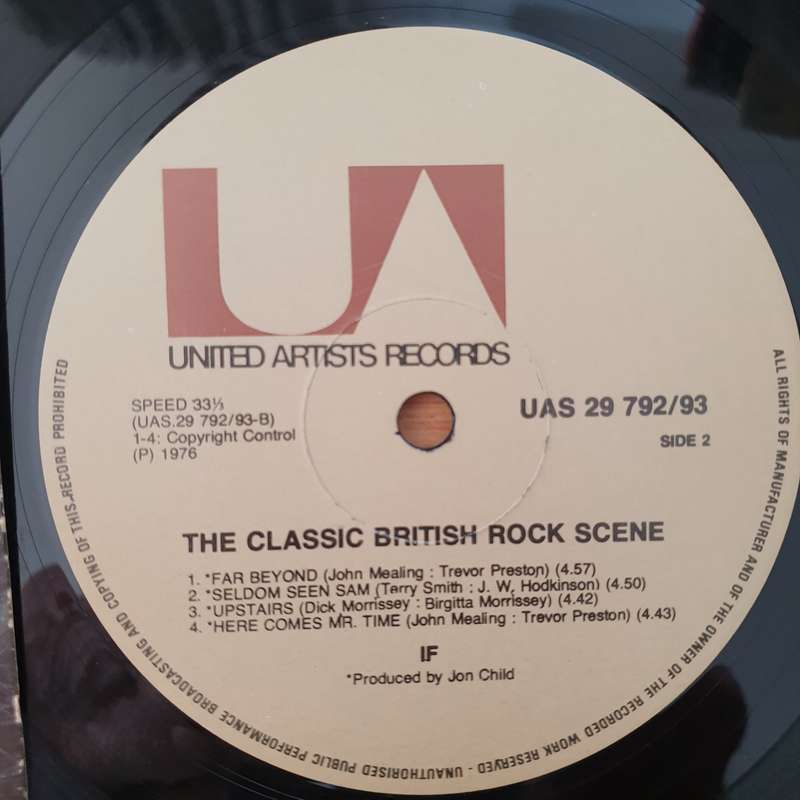 UA
UNITED ARTISTS RECORDS
SPEED 33⅓
(UAS.29 792/93-B)
1-4: Copyright Control
(P) 1976
UAS 29 792/93
SIDE 2
THE CLASSIC BRITISH ROCK SCENE
1. *FAR BEYOND (John Mealing : Trevor Preston) (4.57)
2. *SELDOM SEEN SAM (Terry Smith : J. W. Hodkinson) (4.50)
3. *UPSTAIRS (Dick Morrissey : Birgitta Morrissey) (4.42)
4. *HERE COMES MR. TIME (John Mealing : Trevor Preston) (4.43)
IF
*Produced by Jon Child
ALL RIGHTS OF MANUFACTURER AND OF THE OWNER OF THE RECORDED WORK RESERVED - UNAUTHORISED PUBLIC PERFORMANCE BROADCASTING AND COPYING OF THIS RECORD PROHIBITED